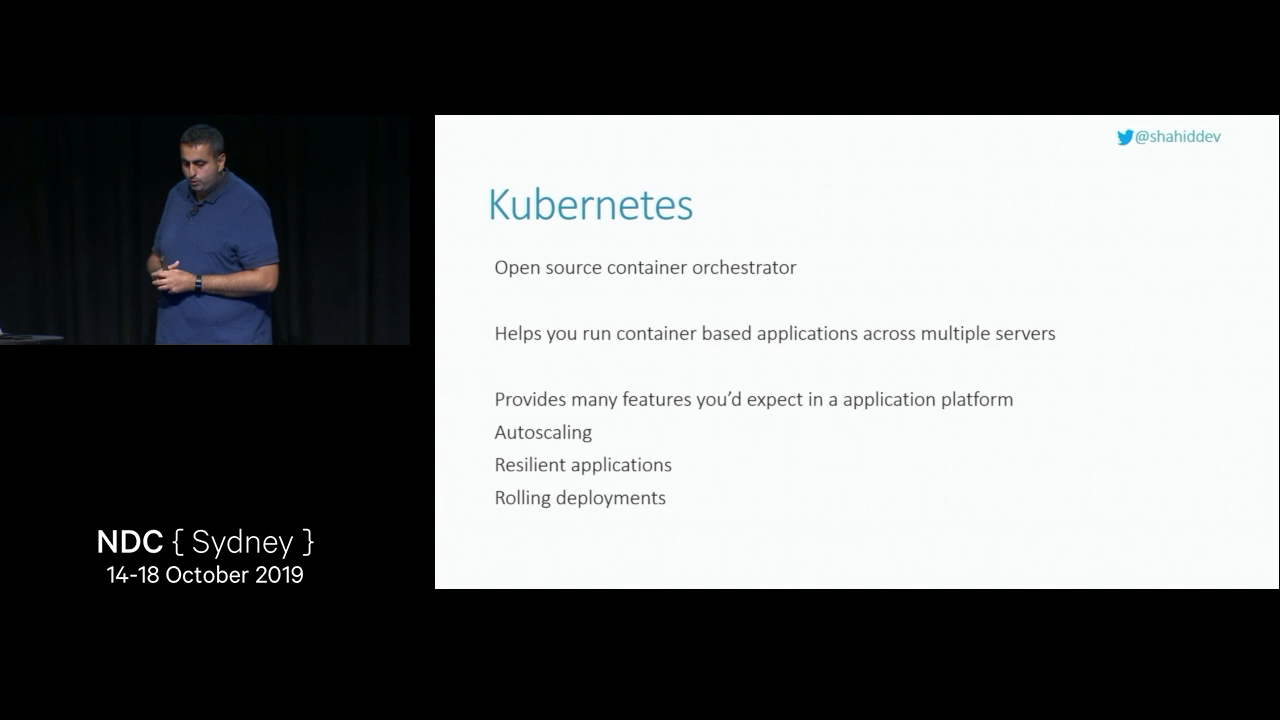 @shahiddev
Kubernetes
Open source container orchestrator
Helps you run container based applications across multiple servers
Provides many features you’d expect in a application platform
Autoscaling
Resilient applications
Rolling deployments
NDC { Sydney }
14-18 October 2019